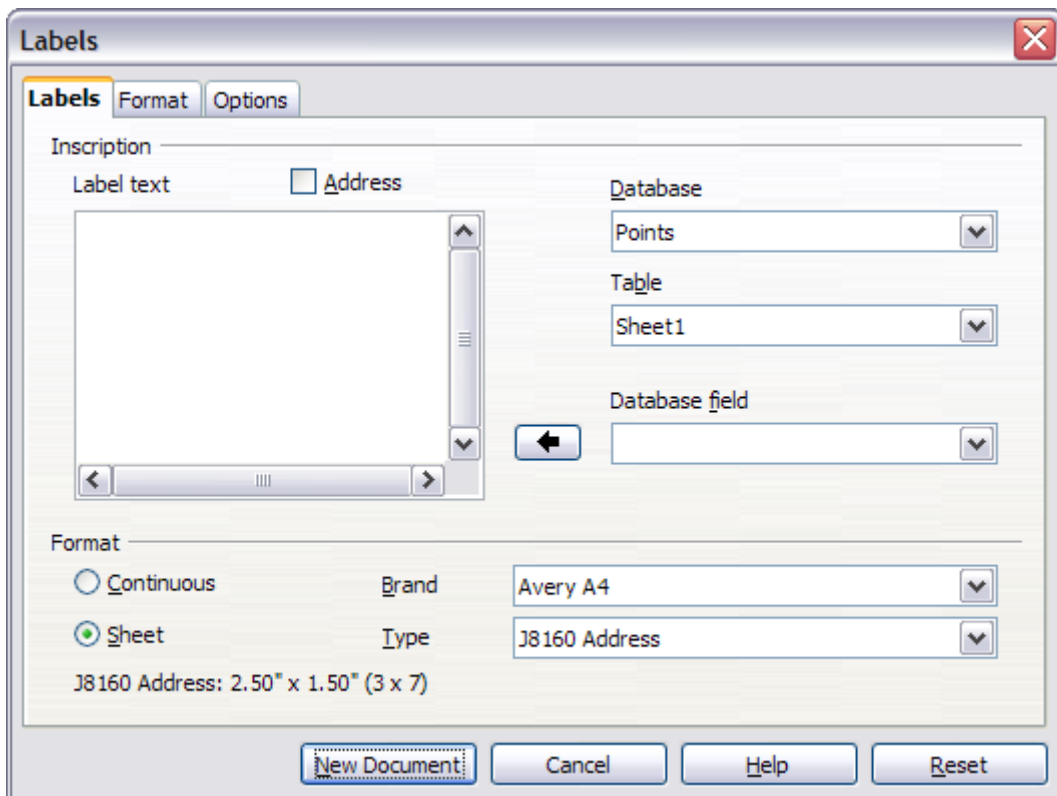 Labels
Labels Format Options
Inscription
Label text Address
Database
Points
Table
Sheet1
Database field
Format
Continuous Brand Avery A4
Sheet Type J8160 Address
J8160 Address: 2.50" x 1.50" (3 x 7)
New Document Cancel Help Reset